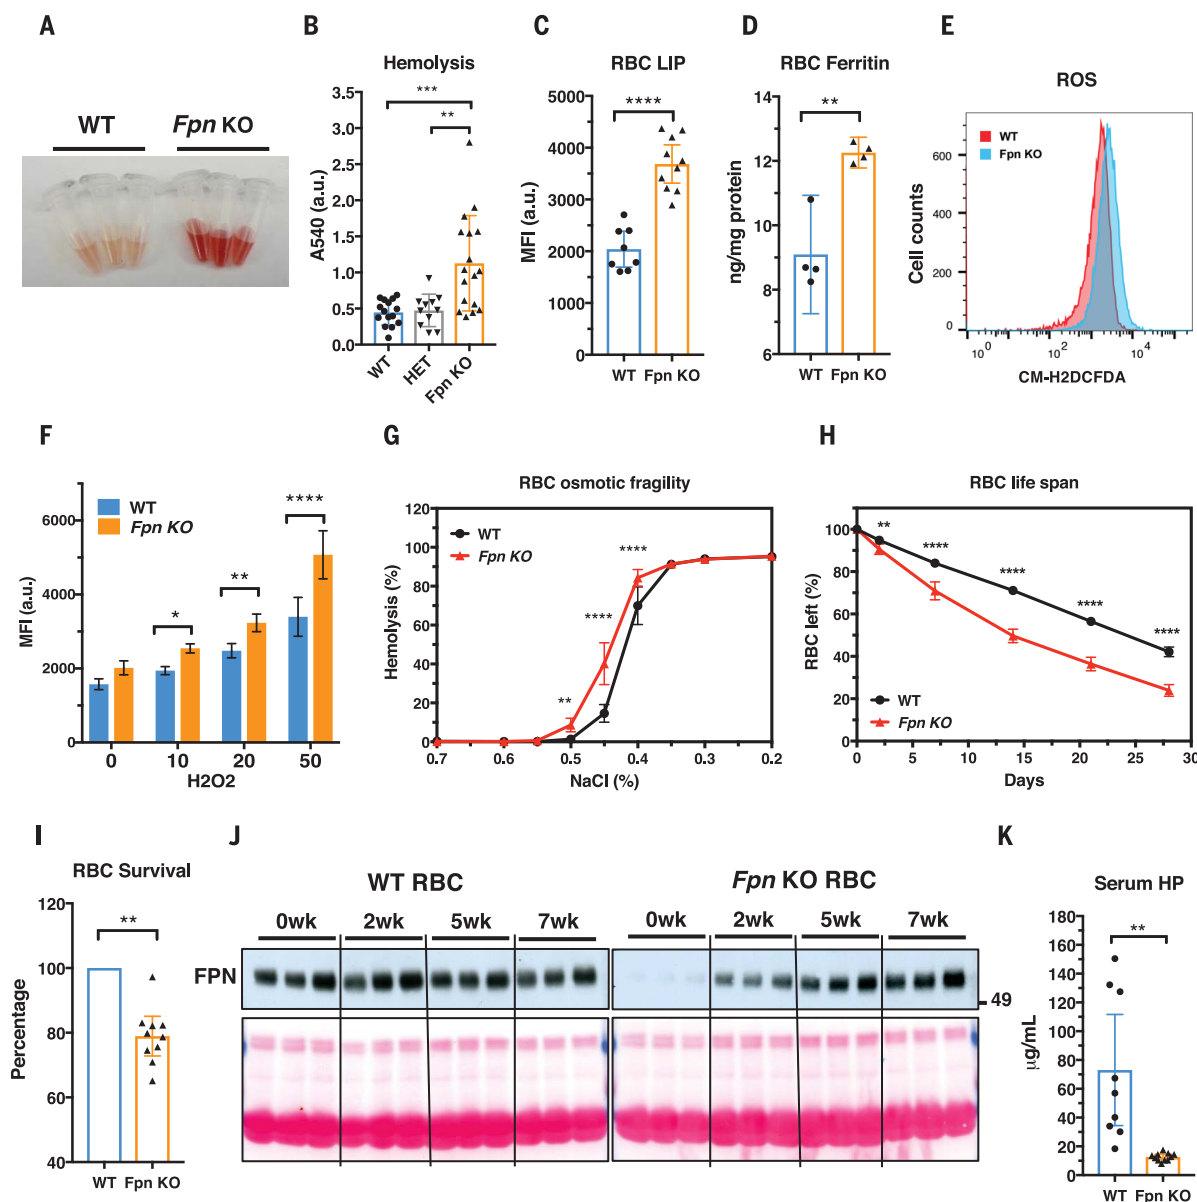 A
WT
Fpn KO
B
Hemolysis
***
**
A540 (a.u.)
3.5
3.0
2.5
2.0
1.5
1.0
0.5
0.0
WT
HET
Fpn KO
C
RBC LIP
****
MFI (a.u.)
5000
4000
3000
2000
1000
0
WT Fpn KO
D
RBC Ferritin
**
ng/mg protein
14
12
10
8
6
WT Fpn KO
E
ROS
WT
Fpn KO
Cell counts
600
400
200
0
10^0 10^2 10^4
CM-H2DCFDA
F
WT
Fpn KO
****
**
*
MFI (a.u.)
6000
4000
2000
0
0 10 20 50
H2O2
G
RBC osmotic fragility
WT
Fpn KO
****
****
**
Hemolysis (%)
120
100
80
60
40
20
0
0.7 0.6 0.5 0.4 0.3 0.2
NaCl (%)
H
RBC life span
**
****
****
****
****
RBC left (%)
100
80
60
40
20
0
WT
Fpn KO
0 5 10 15 20 25 30
Days
I
RBC Survival
**
Percentage
120
100
80
60
40
WT Fpn KO
J
WT RBC
Fpn KO RBC
0wk 2wk 5wk 7wk
0wk 2wk 5wk 7wk
FPN
49
K
Serum HP
**
µg/mL
180
160
140
120
100
80
60
40
20
0
WT Fpn KO